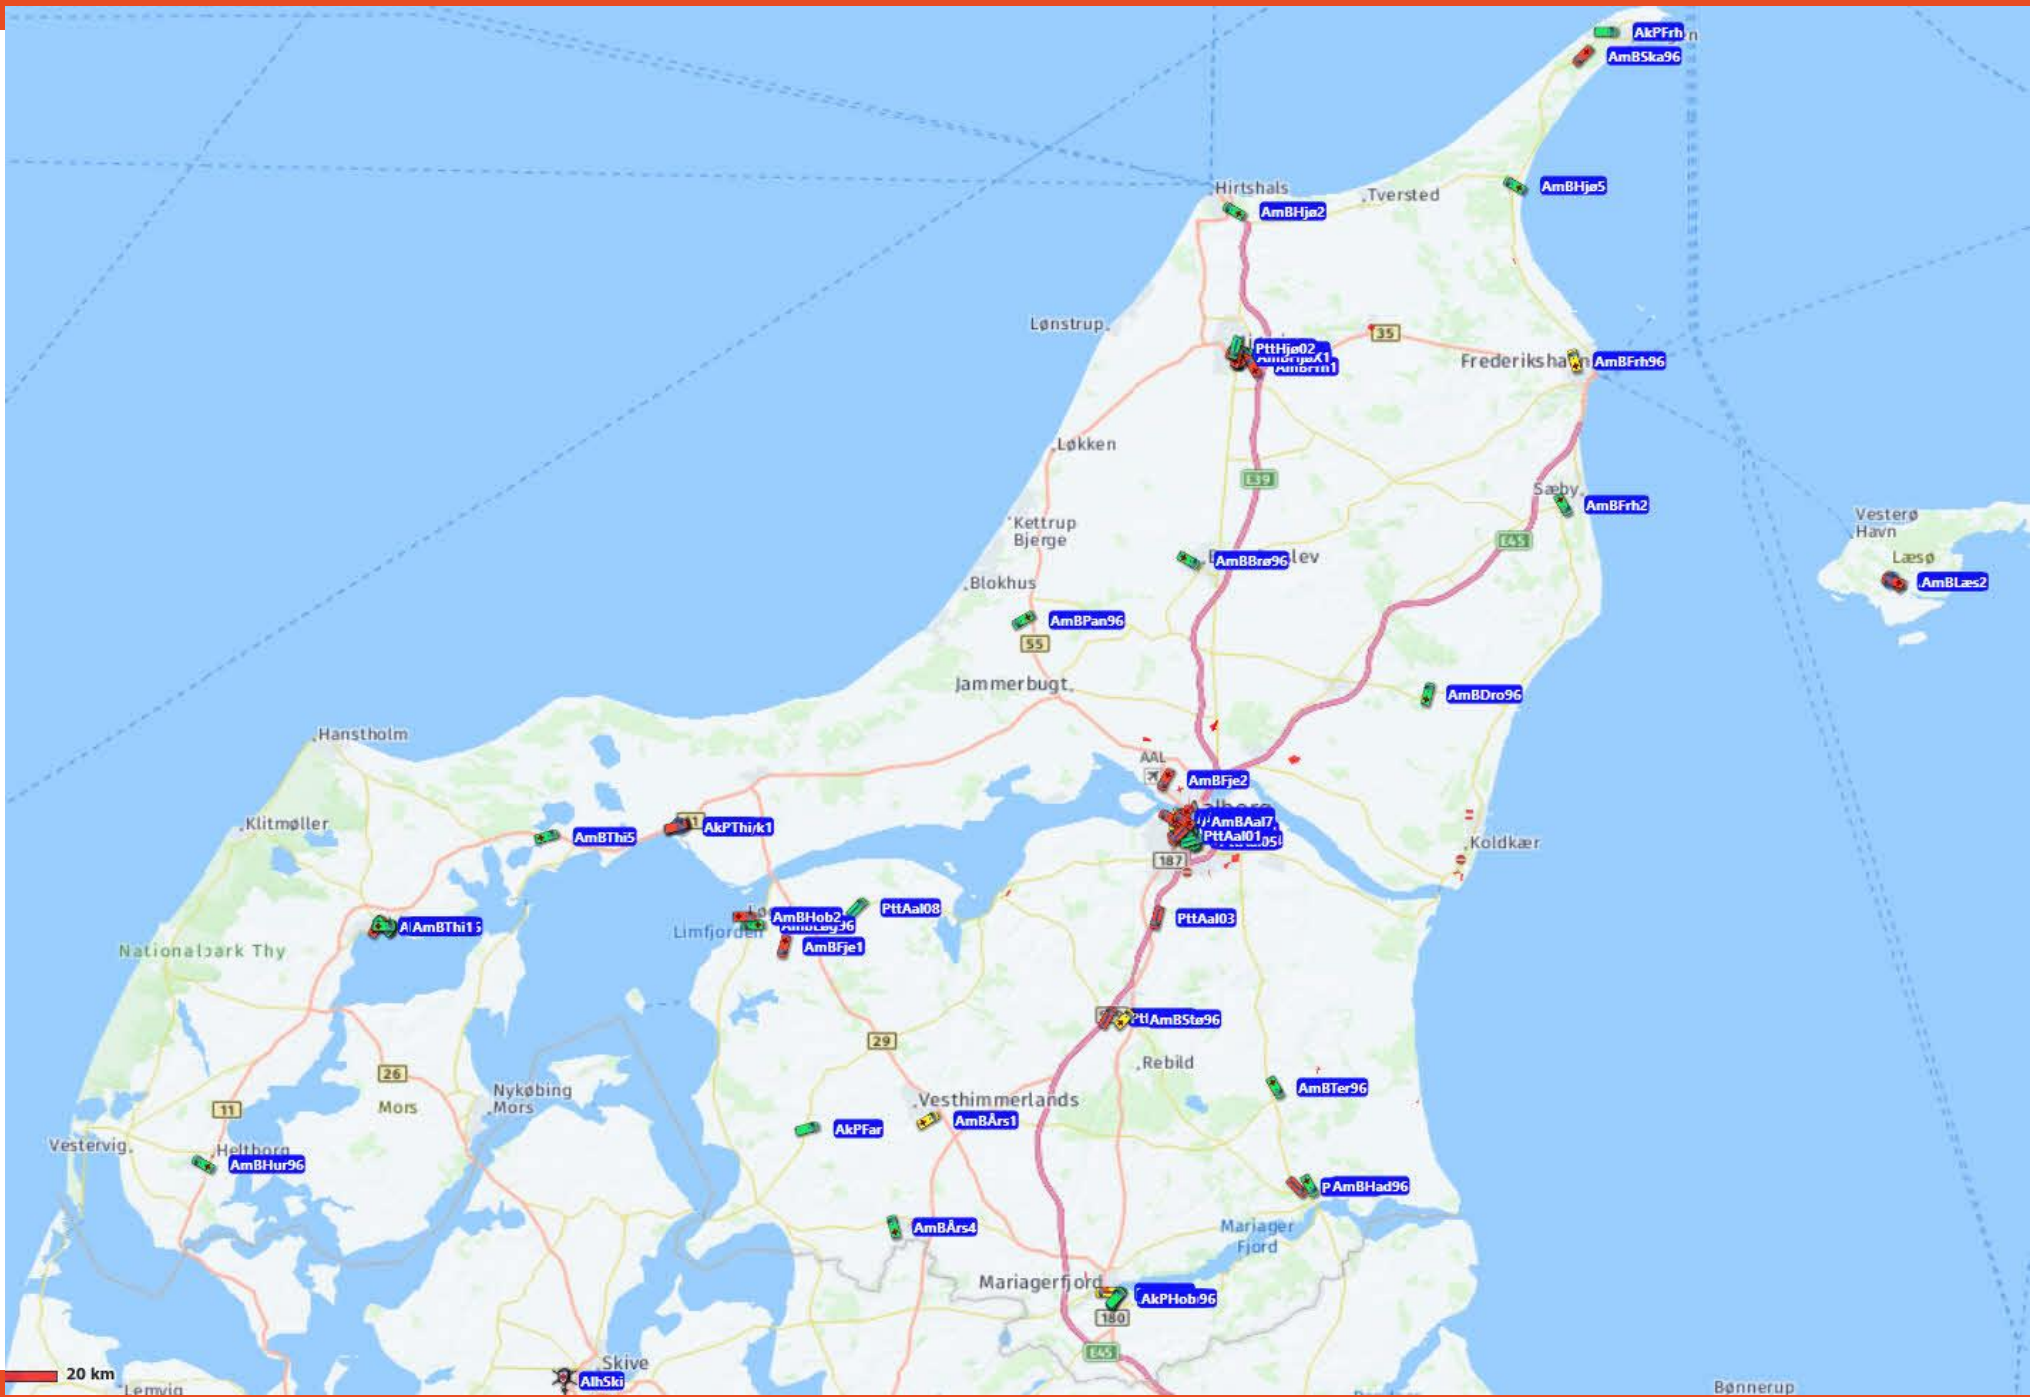 AkPFrh
AmBSka96
AmBHjø5
Hirtshals
Tversted
AmBHjø2
Lønstrup
35
PttHjø02
AmBFrh1
AmBFrh96
Løkken
E39
Sæby
AmBFrh2
Kettrup
Bjerge
Vesterø
Havn
E45
Læsø
AmBBrø96
AmBLæs2
Blokhus
AmBPan96
55
Jammerbugt
AmBDro96
Hanstholm
AAL
AmBFje2
Klitmøller
AkPThi/k1
AmBAal7
AmBThi5
PttAal01
Koldkær
187
PttAal08
AmBHob2
PttAal03
AmBThi15
Limfjorden
Nationalpark Thy
AmBFje1
AmBStø96
29
Rebild
26
AmBTer96
Nykøbing
Mors
Mors
Vesthimmerlands
11
AmBÅrs1
AkPFar
Vestervig
Heltborg
AmBHur96
AmBHad96
AmBÅrs4
Mariager
Fjord
Mariagerfjord
AkPHob96
180
E45
Skive
20 km
AlhSki
Lemvig
Bønnerup